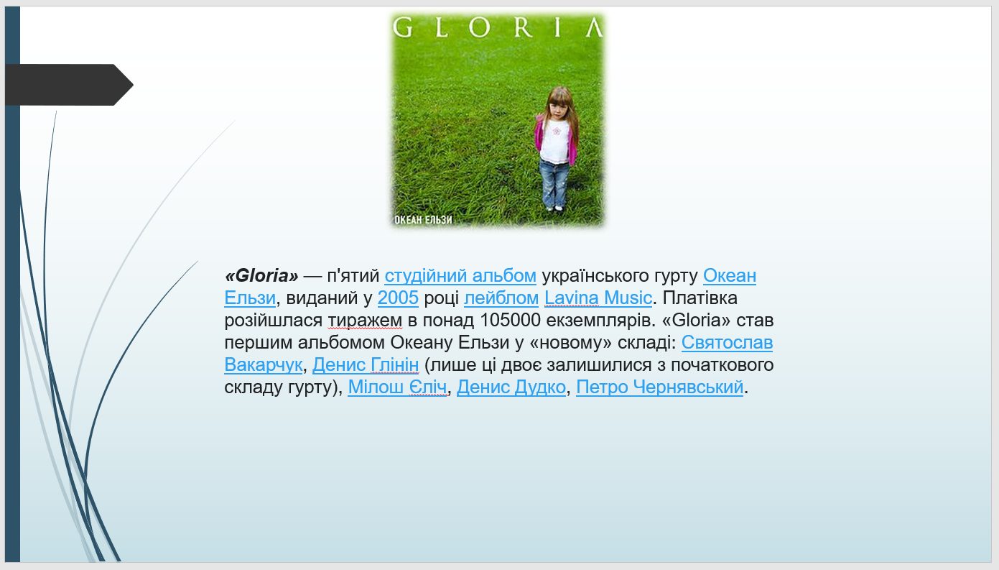 GLORIA
ОКЕАН ЕЛЬЗИ
«Gloria» — п'ятий студійний альбом українського гурту Океан
Ельзи, виданий у 2005 році лейблом Lavina Music. Платівка
розійшлася тиражем в понад 105000 екземплярів. «Gloria» став
першим альбомом Океану Ельзи у «новому» складі: Святослав
Вакарчук, Денис Глінін (лише ці двоє залишилися з початкового
складу гурту), Мілош Єліч, Денис Дудко, Петро Чернявський.